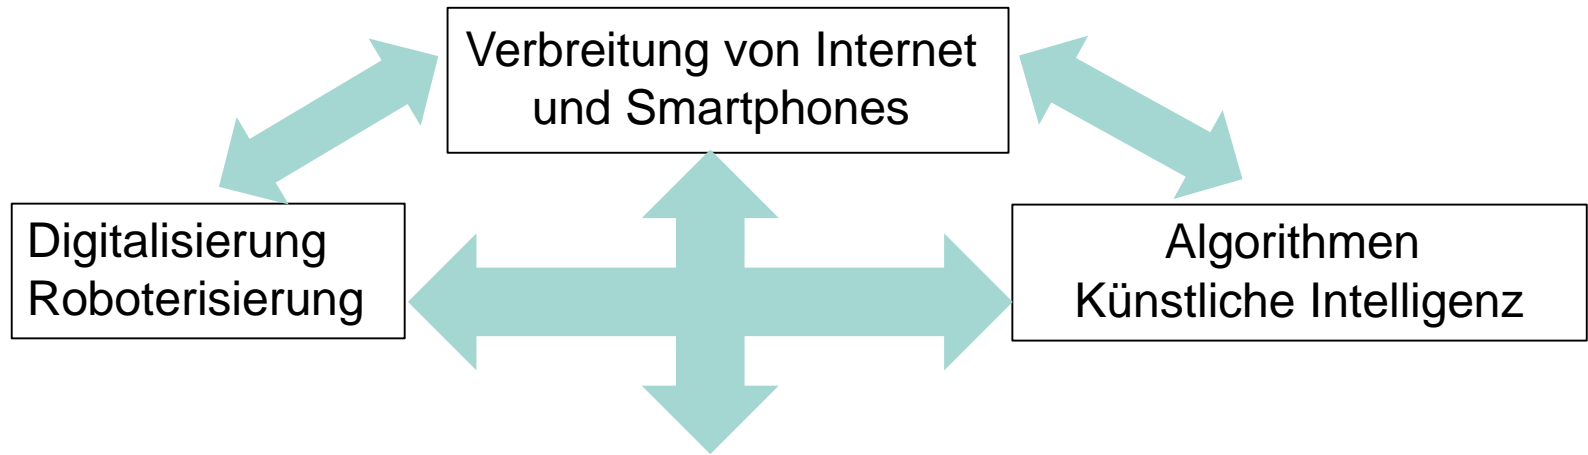 Verbreitung von Internet
und Smartphones
Digitalisierung
Roboterisierung
Algorithmen
Künstliche Intelligenz